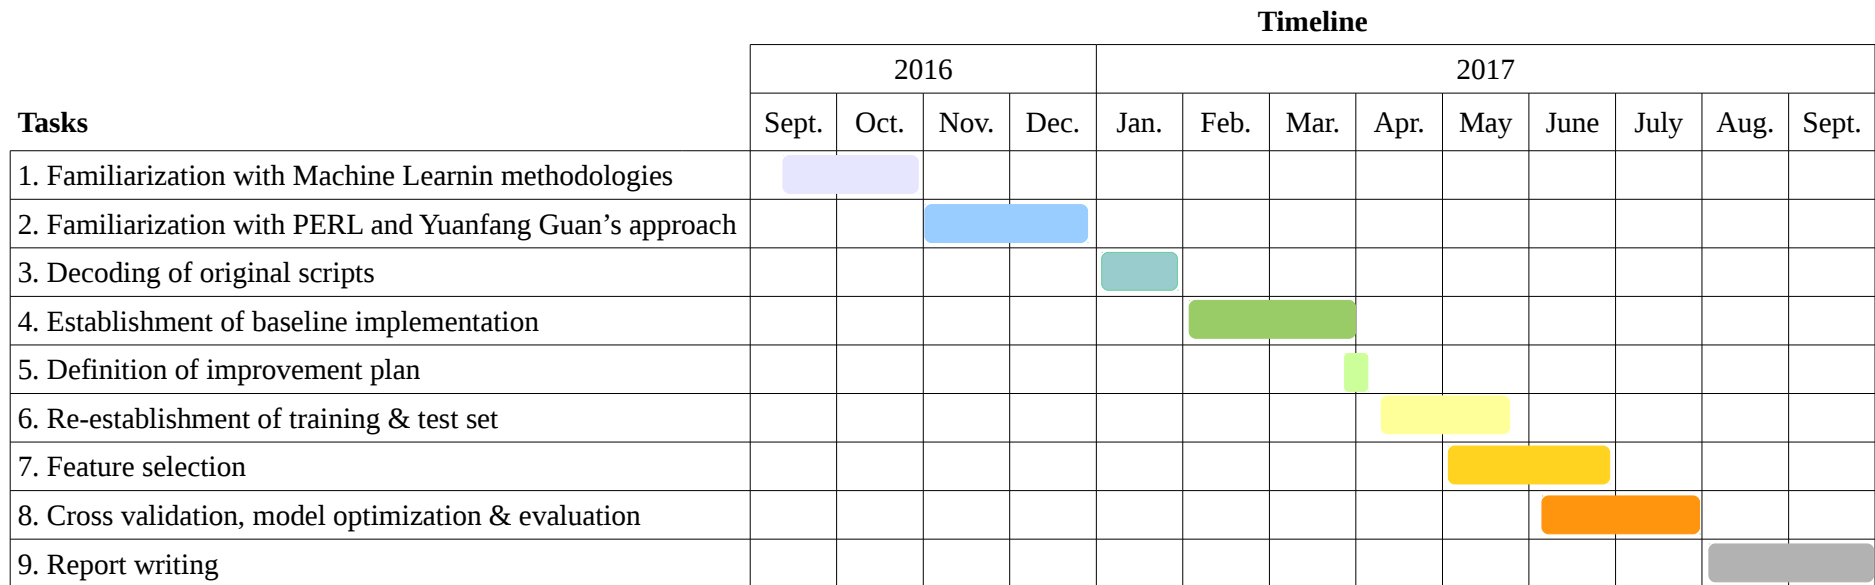 Timeline
2016 2017
Tasks Sept. Oct. Nov. Dec. Jan. Feb. Mar. Apr. May June July Aug. Sept.
1. Familiarization with Machine Learnin methodologies
2. Familiarization with PERL and Yuanfang Guan’s approach
3. Decoding of original scripts
4. Establishment of baseline implementation
5. Definition of improvement plan
6. Re-establishment of training & test set
7. Feature selection
8. Cross validation, model optimization & evaluation
9. Report writing